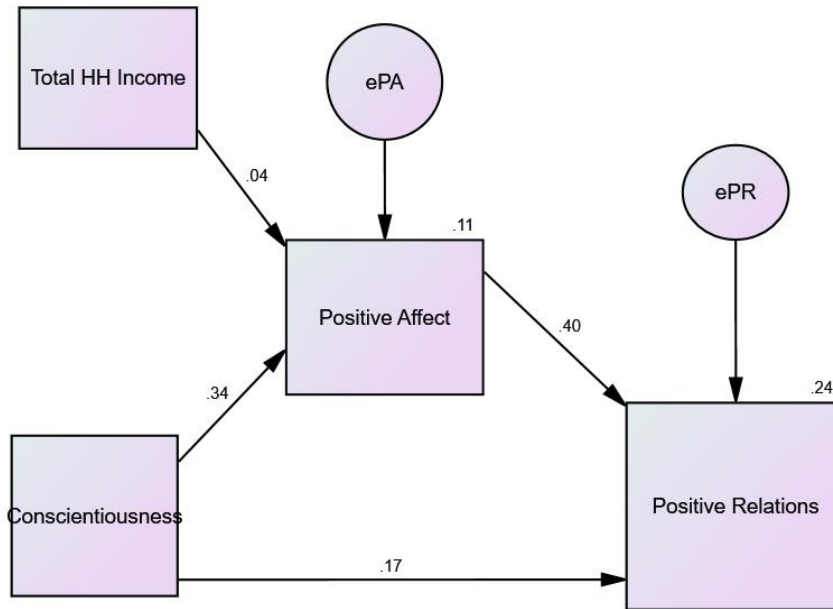 Total HH Income
ePA
.04
ePR
.11
Positive Affect
.40
.34
.24
Conscientiousness
Positive Relations
.17